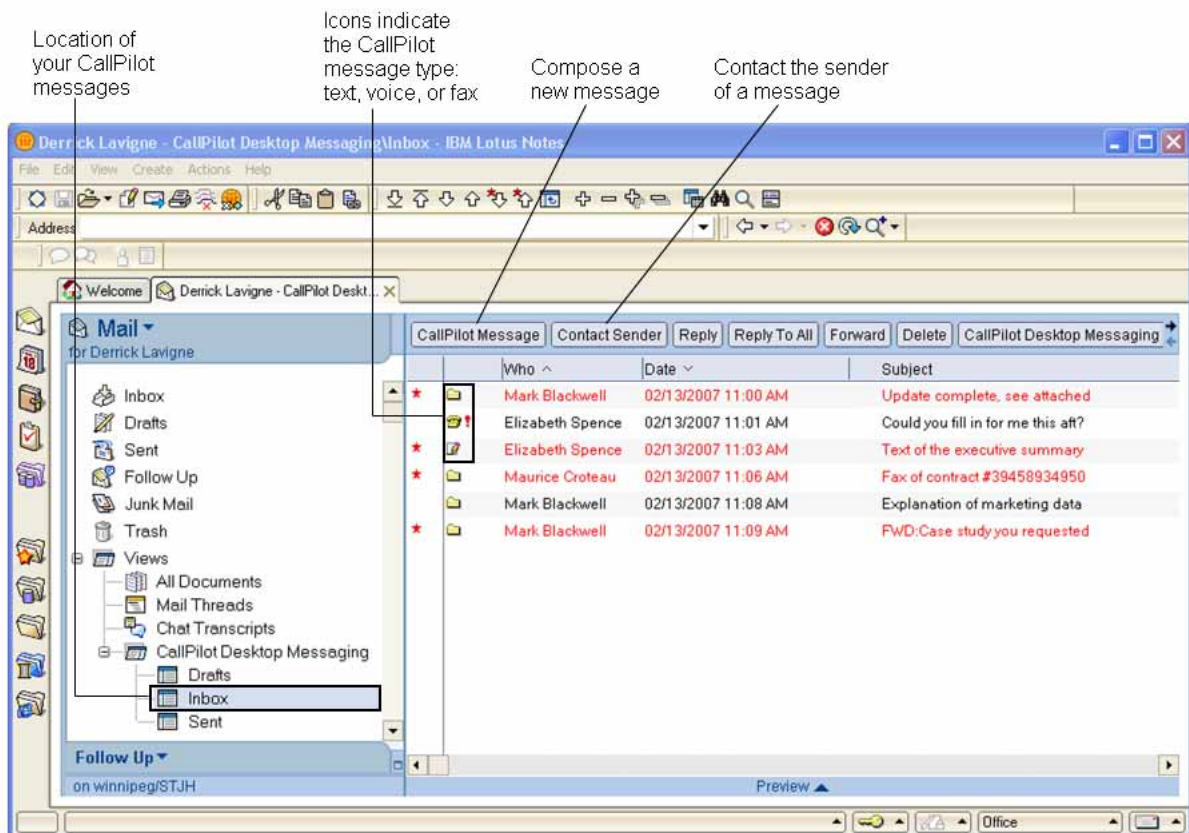 Location of
your CallPilot
messages
Icons indicate
the CallPilot
message type:
text, voice, or fax
Compose a
new message
Contact the sender
of a message
Derrick Lavigne - CallPilot Desktop Messaging\Inbox - IBM Lotus Notes
File Edit View Create Actions Help
Address
Welcome Derrick Lavigne - CallPilot Deskt...
Mail
for Derrick Lavigne
Inbox
Drafts
Sent
Follow Up
Junk Mail
Trash
Views
All Documents
Mail Threads
Chat Transcripts
CallPilot Desktop Messaging
Drafts
Inbox
Sent
Follow Up
on winnipeg/STJH
CallPilot Message Contact Sender Reply Reply To All Forward Delete CallPilot Desktop Messaging
Who Date Subject
Mark Blackwell 02/13/2007 11:00 AM Update complete, see attached
Elizabeth Spence 02/13/2007 11:01 AM Could you fill in for me this aft?
Elizabeth Spence 02/13/2007 11:03 AM Text of the executive summary
Maurice Croteau 02/13/2007 11:06 AM Fax of contract #39458934950
Mark Blackwell 02/13/2007 11:08 AM Explanation of marketing data
Mark Blackwell 02/13/2007 11:09 AM FWD:Case study you requested
Preview
Office